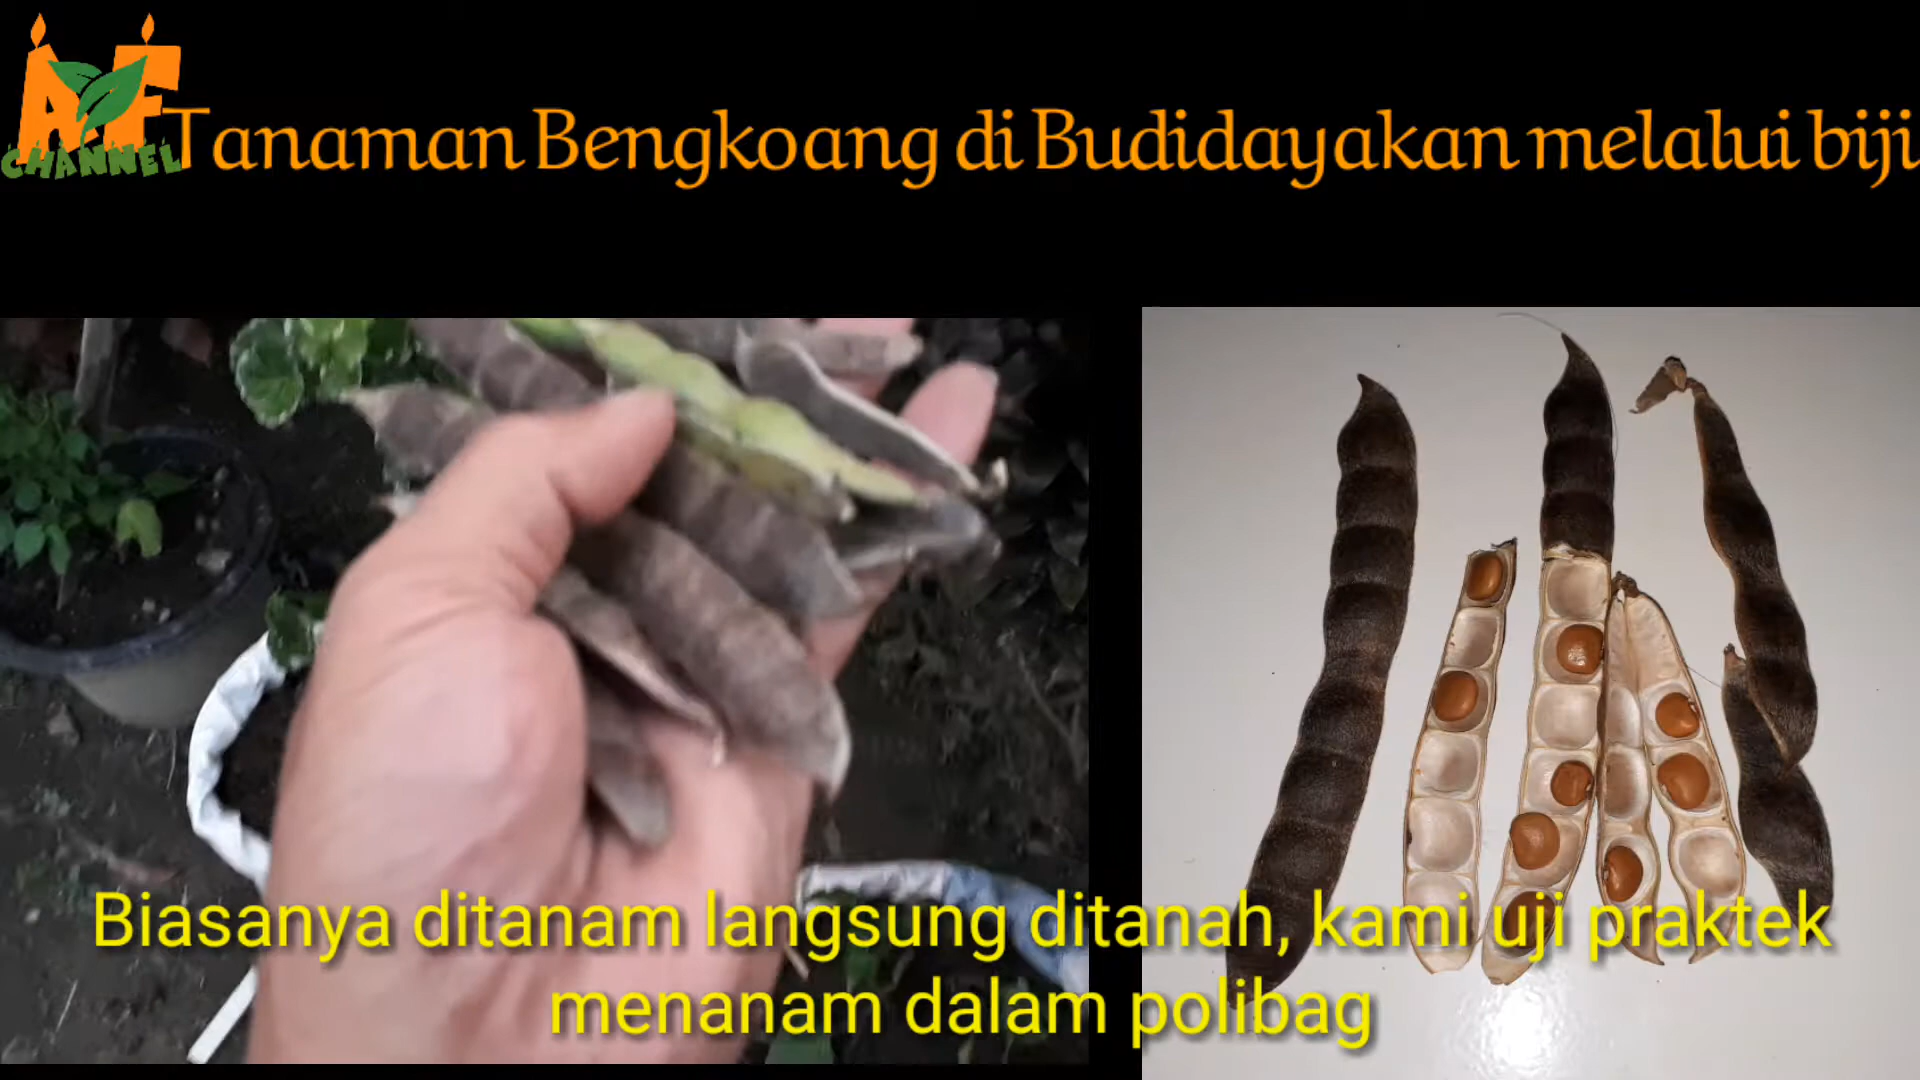 AF
CHANNEL
Tanaman Bengkoang di Budidayakan melalui biji
Biasanya ditanam langsung ditanah, kami uji praktek
menanam dalam polibag